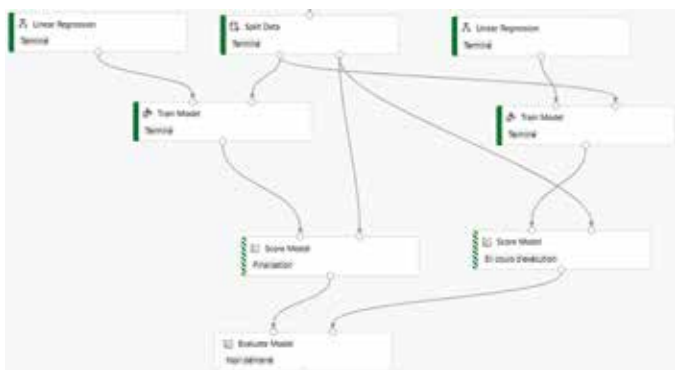 Linear Regression
Terminé
Split Data
Terminé
Linear Regression
Terminé
Train Model
Terminé
Train Model
Terminé
Score Model
Finalisation
Score Model
En cours d'exécution
Evaluate Model
Non démarré